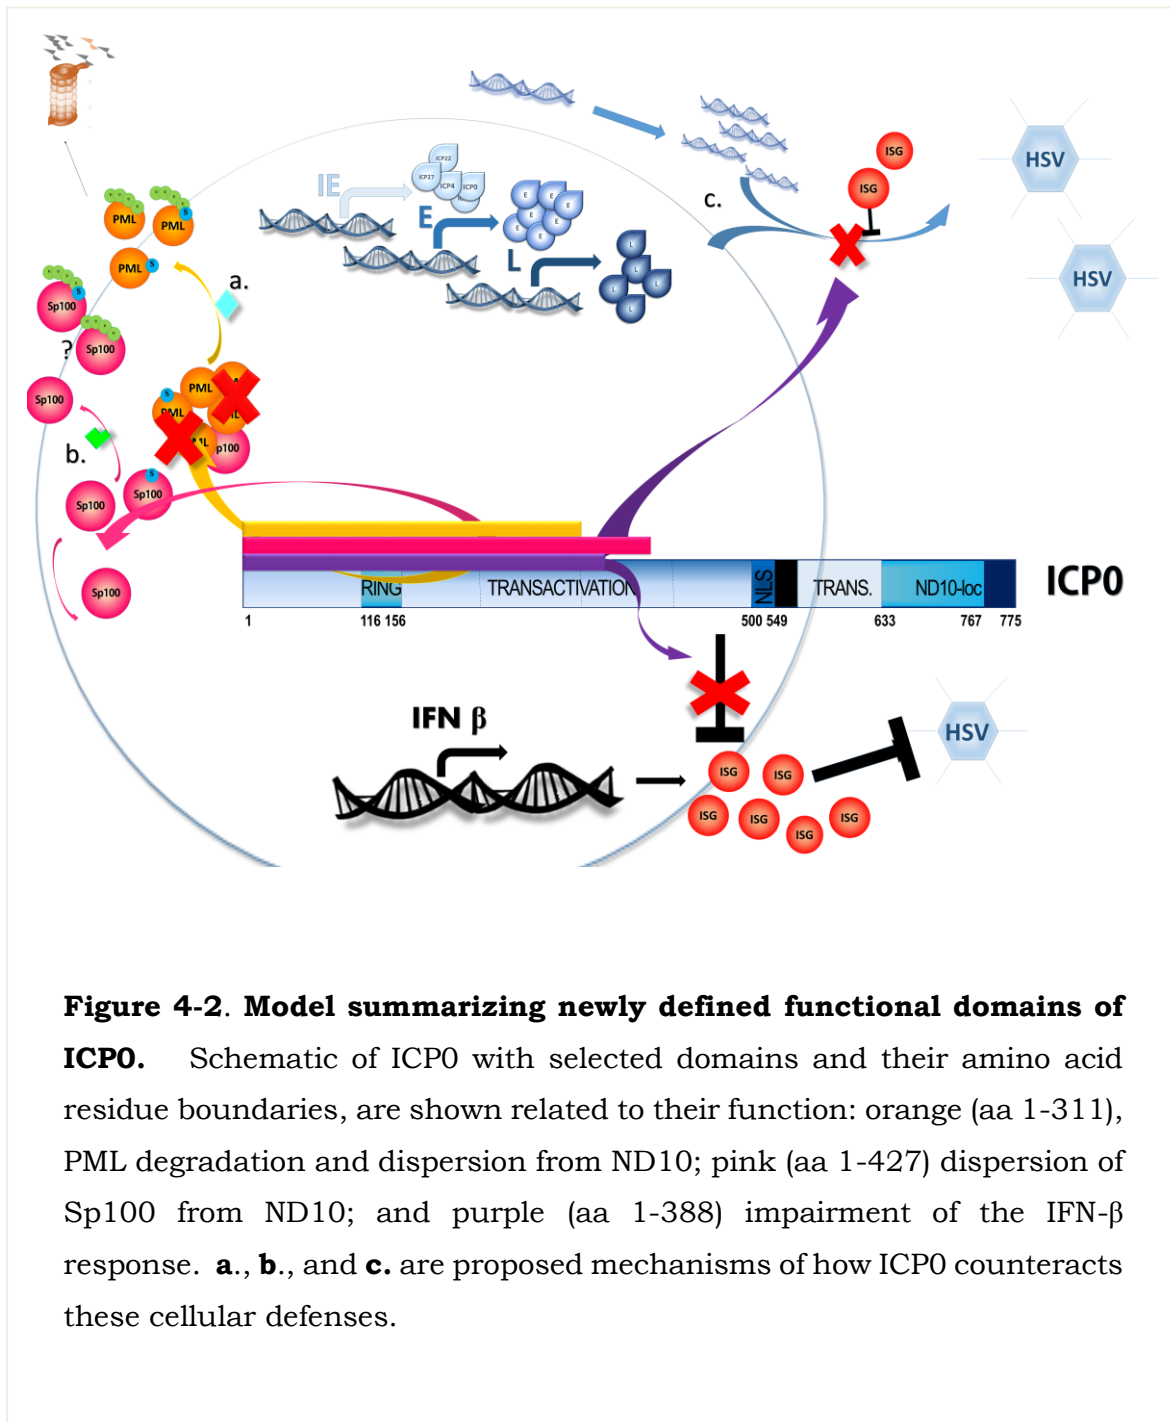 HSV
HSV
ISG
ISG
c.
IE
ICP22
ICP27
ICP4
ICP0
E
E
E
E
E
E
E
E
L
L
L
L
L
L
PML
PML
S
PML
S
a.
Sp100
S
Sp100
?
Sp100
b.
PML
S
PML
Sp100
S
Sp100
Sp100
RING
TRANSACTIVATION
NLS
TRANS.
ND10-loc
ICP0
1
116 156
500 549
633
767
775
IFN β
HSV
ISG
ISG
ISG
ISG
ISG
ISG
Figure 4-2. Model summarizing newly defined functional domains of
ICP0. Schematic of ICP0 with selected domains and their amino acid
residue boundaries, are shown related to their function: orange (aa 1-311),
PML degradation and dispersion from ND10; pink (aa 1-427) dispersion of
Sp100 from ND10; and purple (aa 1-388) impairment of the IFN-β
response. a., b., and c. are proposed mechanisms of how ICP0 counteracts
these cellular defenses.